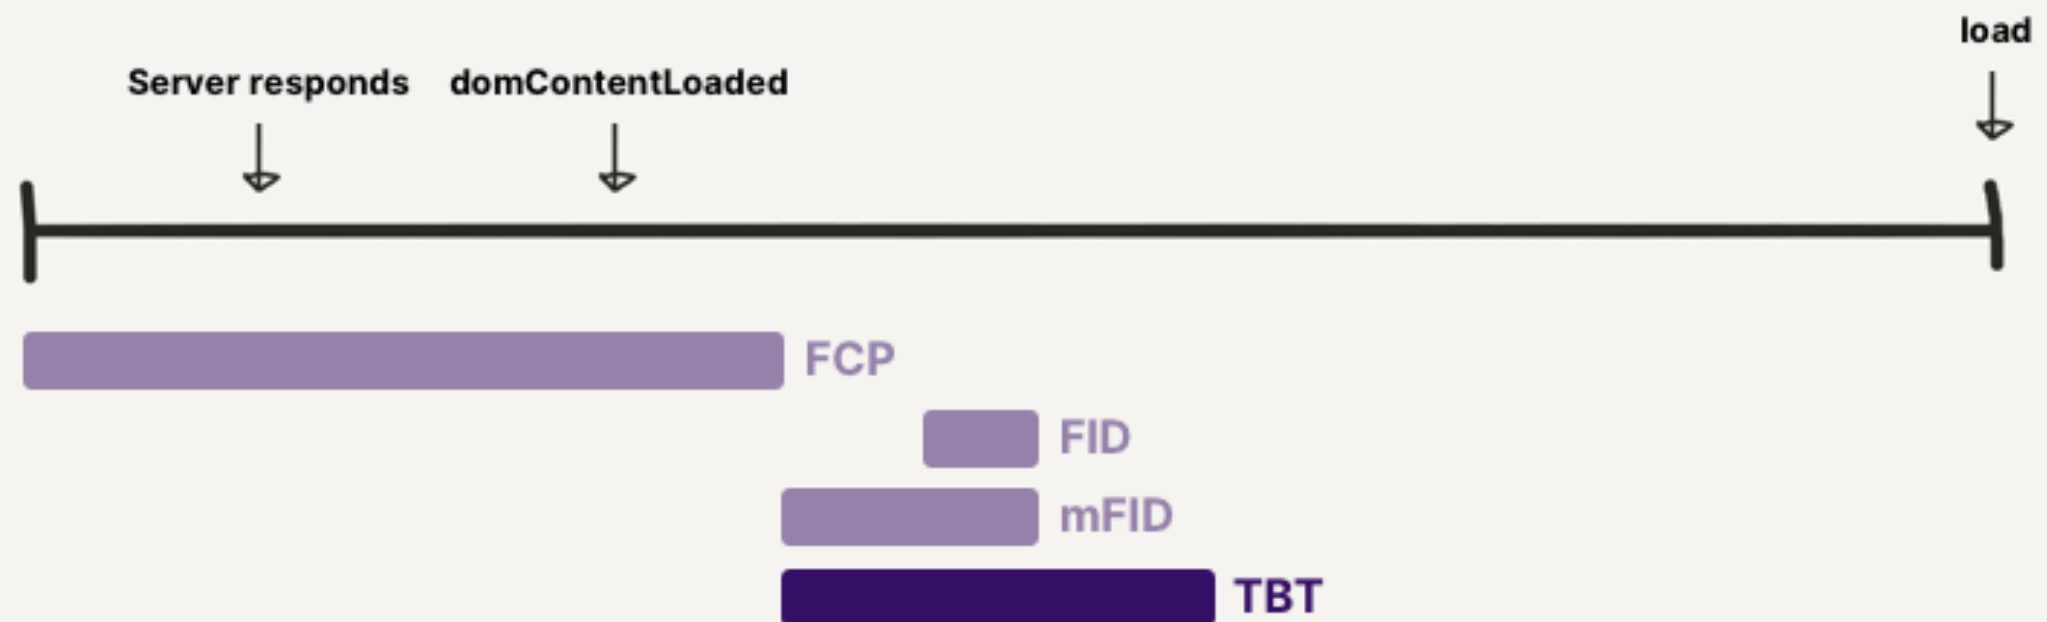 load
Server responds domContentLoaded
FCP
FID
mFID
TBT